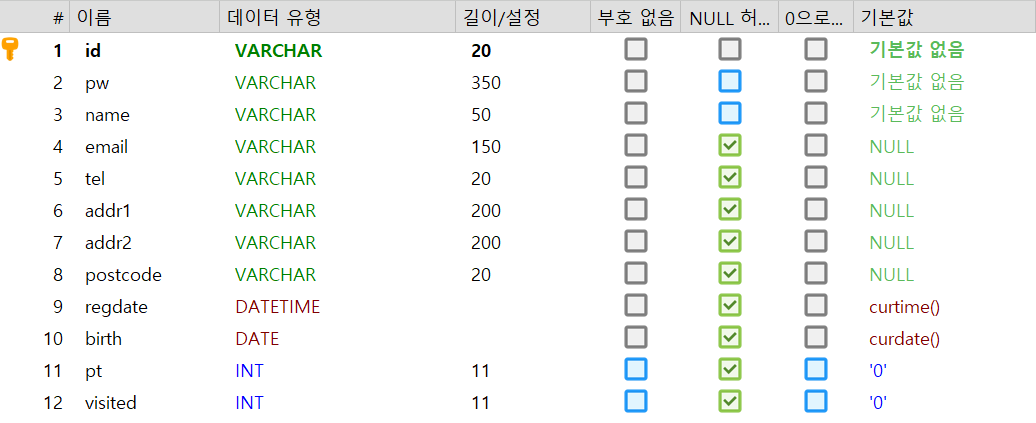 # 이름 데이터 유형 길이/설정 부호 없음 NULL 허... 0으로... 기본값
1 id VARCHAR 20 기본값 없음
2 pw VARCHAR 350 기본값 없음
3 name VARCHAR 50 기본값 없음
4 email VARCHAR 150 NULL
5 tel VARCHAR 20 NULL
6 addr1 VARCHAR 200 NULL
7 addr2 VARCHAR 200 NULL
8 postcode VARCHAR 20 NULL
9 regdate DATETIME curtime()
10 birth DATE curdate()
11 pt INT 11 '0'
12 visited INT 11 '0'